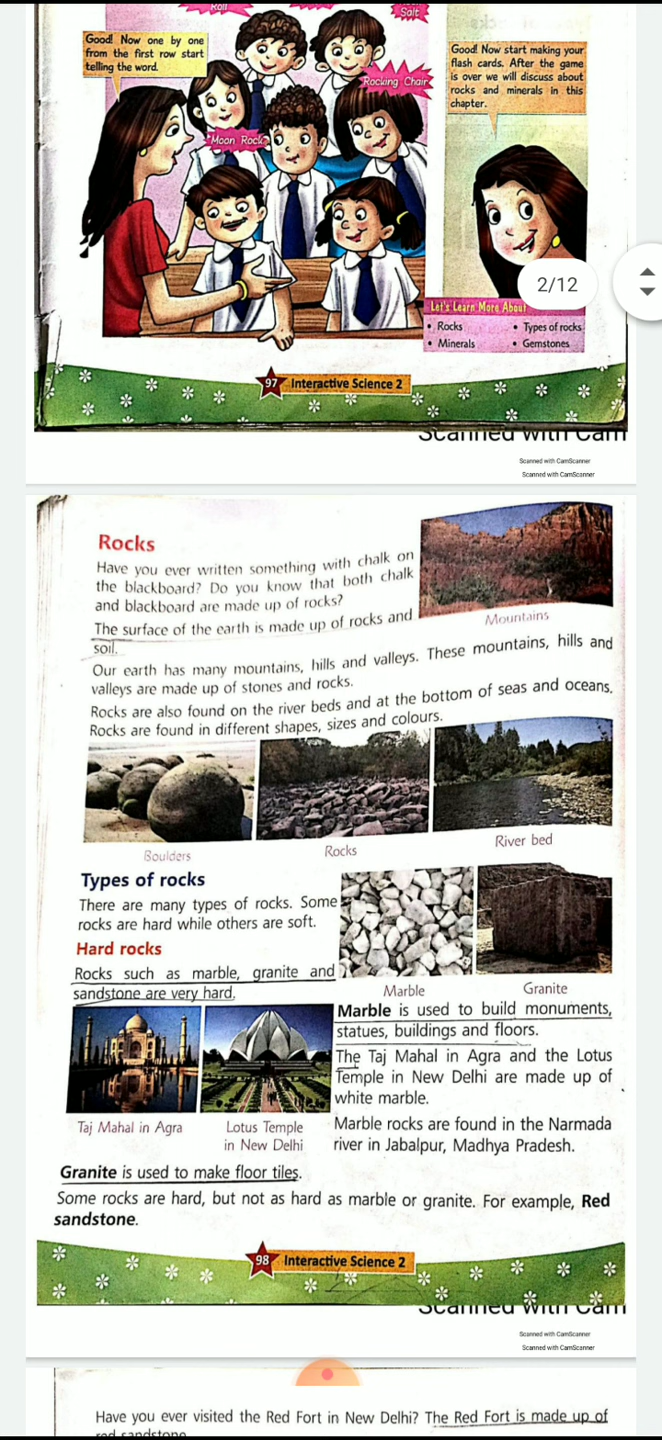 Roll
Salt
Good! Now one by one
from the first row start
telling the word.
Good! Now start making your
flash cards. After the game
is over we will discuss about
rocks and minerals in this
chapter.
Rocking Chair
Moon Rock
2/12
Let's Learn More About
• Rocks
• Types of rocks
• Minerals
• Gemstones
97 Interactive Science 2
Scanned with Cam
Scanned with CamScanner
Scanned with CamScanner
Rocks
Have you ever written something with chalk on
the blackboard? Do you know that both chalk
and blackboard are made up of rocks?
The surface of the earth is made up of rocks and
soil.
Mountains
Our earth has many mountains, hills and valleys. These mountains, hills and
valleys are made up of stones and rocks.
Rocks are also found on the river beds and at the bottom of seas and oceans.
Rocks are found in different shapes, sizes and colours.
Boulders
Rocks
River bed
Types of rocks
There are many types of rocks. Some
rocks are hard while others are soft.
Hard rocks
Rocks such as marble, granite and
sandstone are very hard.
Marble
Granite
Marble is used to build monuments,
statues, buildings and floors.
The Taj Mahal in Agra and the Lotus
Temple in New Delhi are made up of
white marble.
Taj Mahal in Agra
Lotus Temple
in New Delhi
Marble rocks are found in the Narmada
river in Jabalpur, Madhya Pradesh.
Granite is used to make floor tiles.
Some rocks are hard, but not as hard as marble or granite. For example, Red
sandstone.
98 Interactive Science 2
Scanned with Cam
Scanned with CamScanner
Scanned with CamScanner
Have you ever visited the Red Fort in New Delhi? The Red Fort is made up of
red sandstone